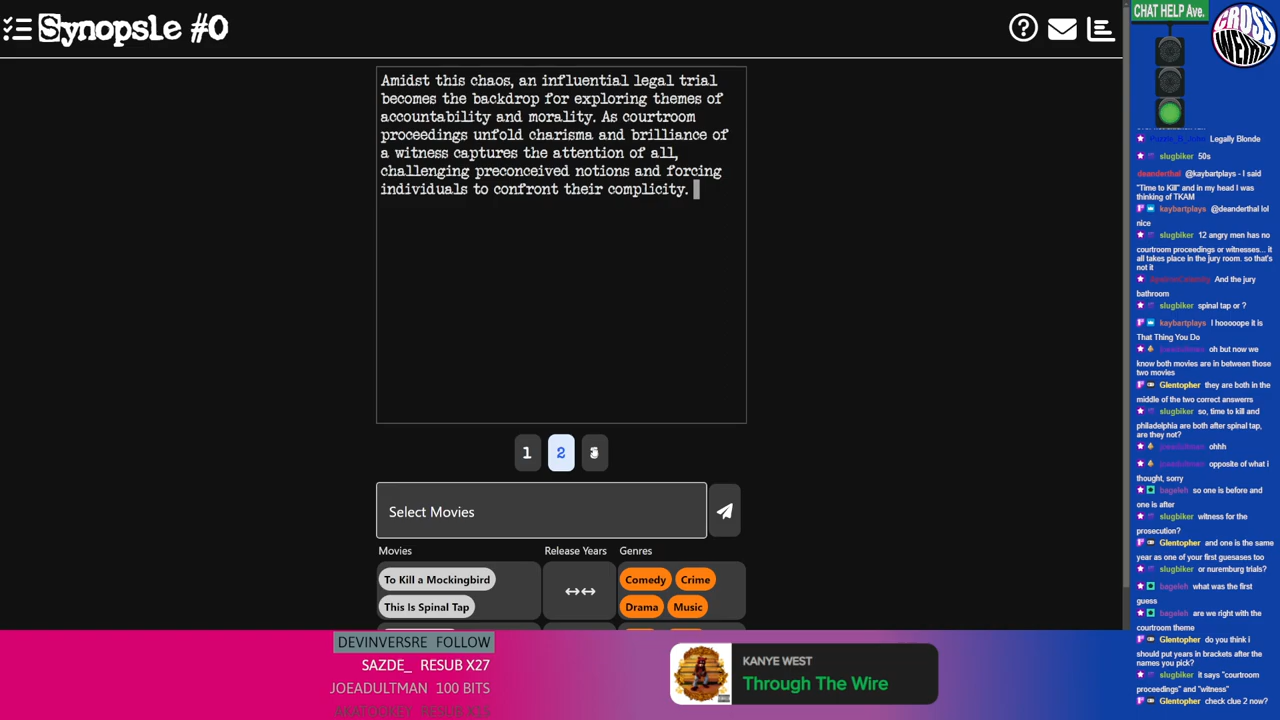 Synopsle #0
Amidst this chaos, an influential legal trial
becomes the backdrop for exploring themes of
accountability and morality. As courtroom
proceedings unfold charisma and brilliance of
a witness captures the attention of all,
challenging preconceived notions and forcing
individuals to confront their complicity.
1
2
3
Select Movies
Movies
Release Years
Genres
To Kill a Mockingbird
This Is Spinal Tap
Comedy
Crime
Drama
Music
DEVINVERSRE FOLLOW
SAZDE_ RESUB X27
JOEADULTMAN 100 BITS
KANYE WEST
Through The Wire
CHAT HELP Ave.
CROSS
WEIRD
Legally Blonde
slugbiker 50s
deanderthal @kaybartplays - I said
"Time to Kill" and in my head I was
thinking of TKAM
kaybartplays @deanderthal lol
nice
slugbiker 12 angry men has no
courtroom proceedings or witnesses... it
all takes place in the jury room. so that's
not it
And the jury
bathroom
slugbiker spinal tap or ?
kaybartplays I hooooope it is
That Thing You Do
joeadultman oh but now we
know both movies are in between those
two movies
Glentopher they are both in the
middle of the two correct answerrs
slugbiker so, time to kill and
philadelphia are both after spinal tap,
are they not?
joeadultman ohhh
joeadultman opposite of what i
thought, sorry
bageleh so one is before and
one is after
slugbiker witness for the
prosecution?
Glentopher and one is the same
year as one of your first guesases too
slugbiker or nuremburg trials?
bageleh what was the first
guess
bageleh are we right with the
courtroom theme
Glentopher do you think i
should put years in brackets after the
names you pick?
slugbiker it says "courtroom
proceedings" and "witness"
Glentopher check clue 2 now?